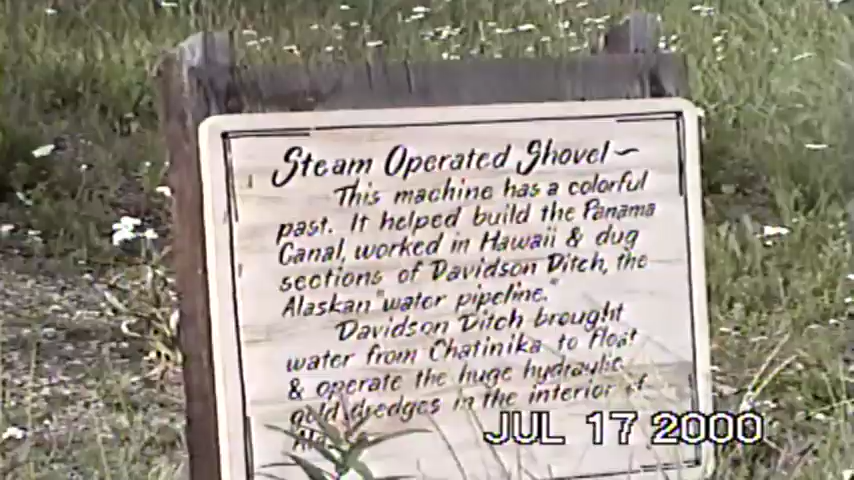 Steam Operated Shovel~
This machine has a colorful
past. It helped build the Panama
Canal, worked in Hawaii & dug
sections of Davidson Ditch, the
Alaskan "water pipeline."
Davidson Ditch brought
water from Chatinika to float
& operate the huge hydraulic
gold dredges in the interior of
JUL 17 2000